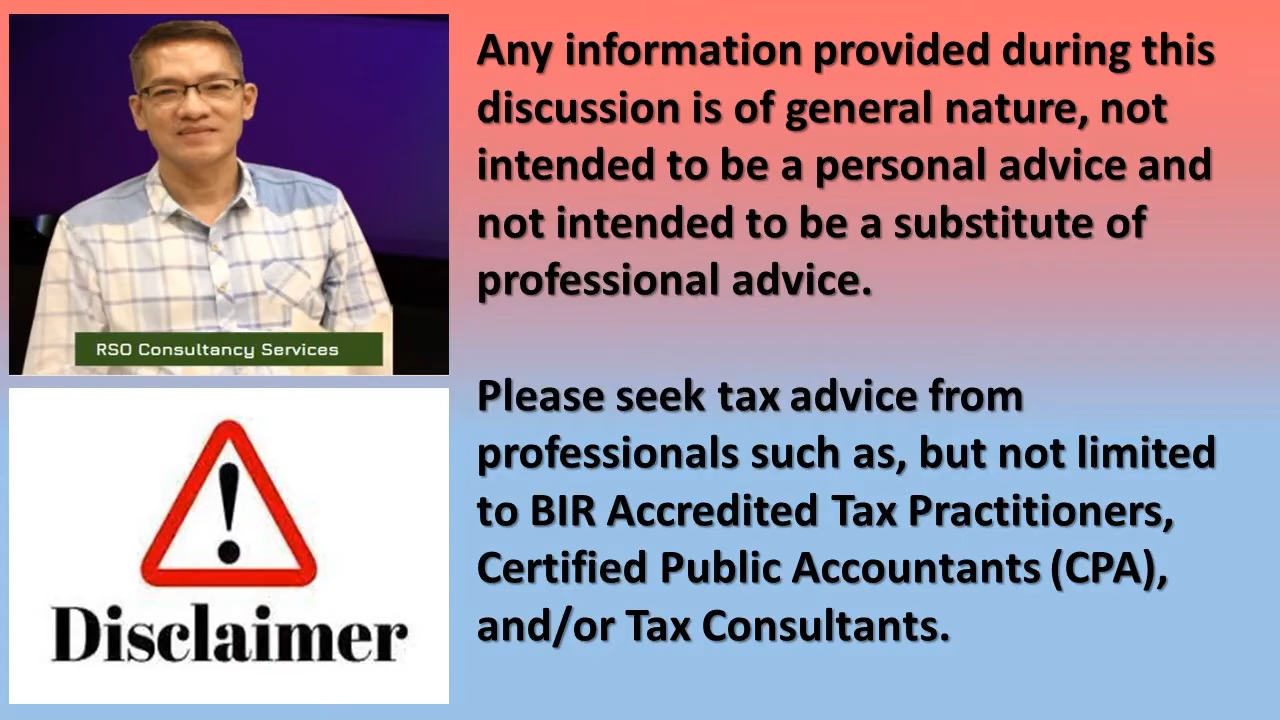 RSO Consultancy Services
Disclaimer
Any information provided during this
discussion is of general nature, not
intended to be a personal advice and
not intended to be a substitute of
professional advice.
Please seek tax advice from
professionals such as, but not limited
to BIR Accredited Tax Practitioners,
Certified Public Accountants (CPA),
and/or Tax Consultants.